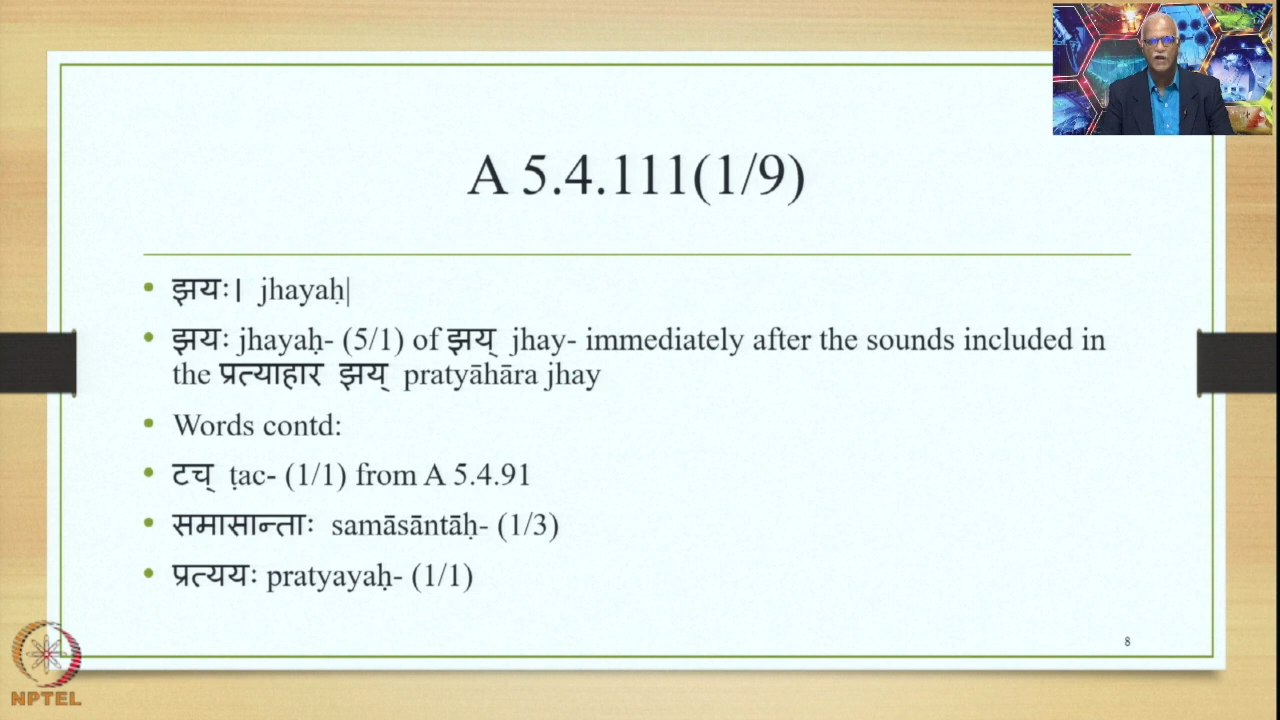 A 5.4.111(1/9)
• झयः। jhayaḥ|
• झयः jhayaḥ- (5/1) of झय् jhay- immediately after the sounds included in
the प्रत्याहार झय् pratyāhāra jhay
• Words contd:
• टच् ṭac- (1/1) from A 5.4.91
• समासान्ताः samāsāntāḥ- (1/3)
• प्रत्ययः pratyayaḥ- (1/1)
8
NPTEL